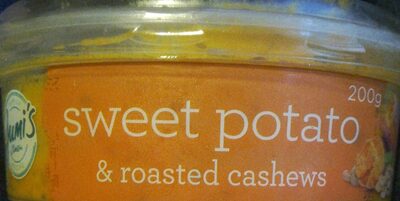 200g
sweet potato
& roasted cashews